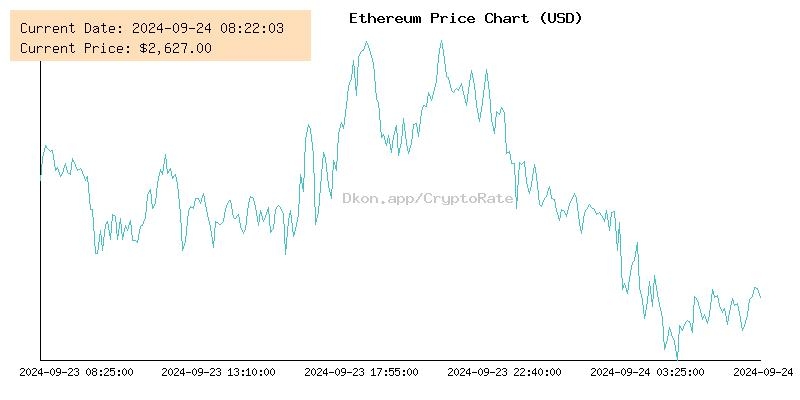 Ethereum Price Chart (USD)
Current Date: 2024-09-24 08:22:03
Current Price: $2,627.00
Dkon.app/CryptoRate
2024-09-23 08:25:00
2024-09-23 13:10:00
2024-09-23 17:55:00
2024-09-23 22:40:00
2024-09-24 03:25:00
2024-09-24